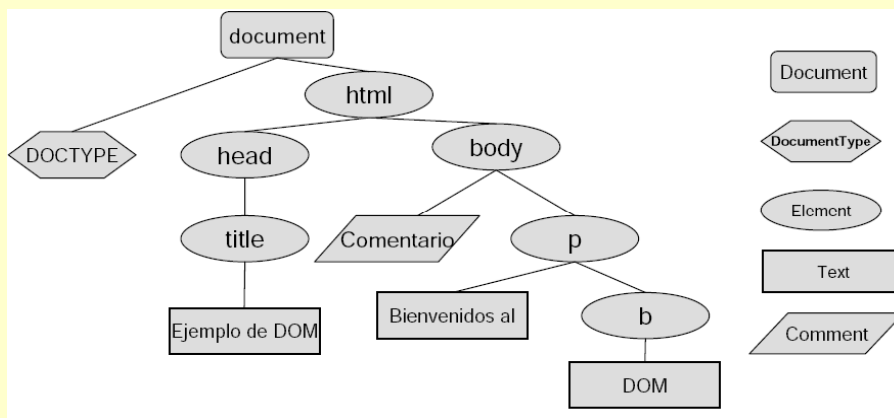 document
Document
html
DOCTYPE
head
body
DocumentType
title
Comentario
p
Element
Text
Ejemplo de DOM
Bienvenidos al
b
Comment
DOM